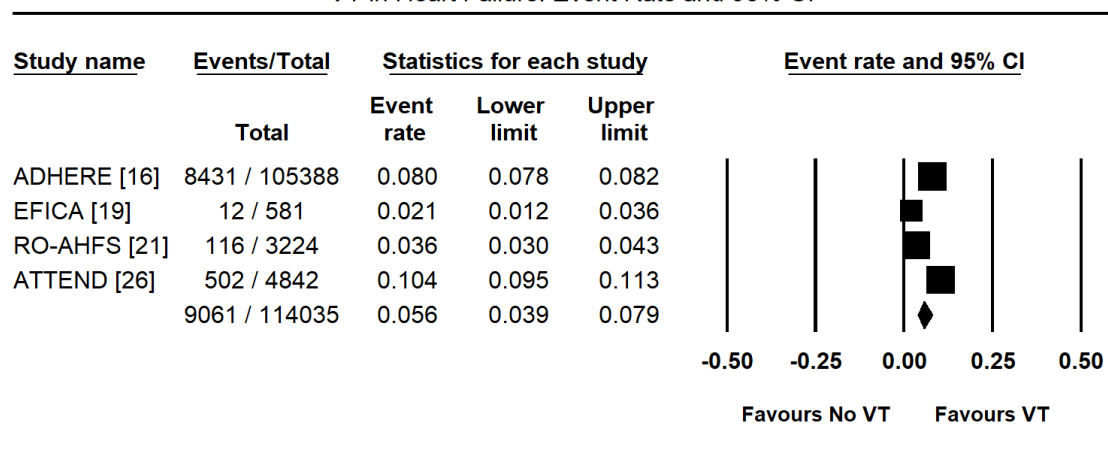 Study name Events/Total Statistics for each study Event rate and 95% CI
Event Lower Upper
Total rate limit limit
ADHERE [16] 8431 / 105388 0.080 0.078 0.082
EFICA [19] 12 / 581 0.021 0.012 0.036
RO-AHFS [21] 116 / 3224 0.036 0.030 0.043
ATTEND [26] 502 / 4842 0.104 0.095 0.113
9061 / 114035 0.056 0.039 0.079
-0.50 -0.25 0.00 0.25 0.50
Favours No VT Favours VT